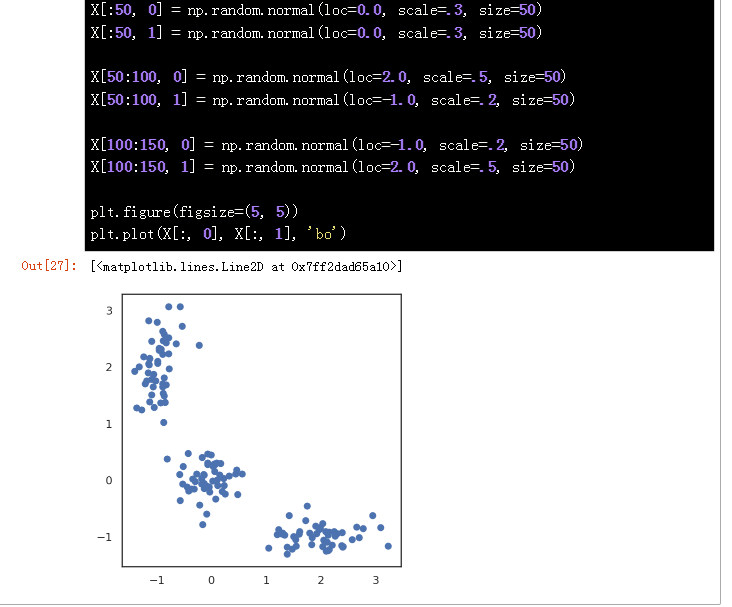 X[:50, 0] = np.random.normal(loc=0.0, scale=.3, size=50)
X[:50, 1] = np.random.normal(loc=0.0, scale=.3, size=50)
X[50:100, 0] = np.random.normal(loc=2.0, scale=.5, size=50)
X[50:100, 1] = np.random.normal(loc=-1.0, scale=.2, size=50)
X[100:150, 0] = np.random.normal(loc=-1.0, scale=.2, size=50)
X[100:150, 1] = np.random.normal(loc=2.0, scale=.5, size=50)
plt.figure(figsize=(5, 5))
plt.plot(X[:, 0], X[:, 1], 'bo')
Out[27]: [<matplotlib.lines.Line2D at 0x7ff2dad65a10>]
3
2
1
0
−1
−1 0 1 2 3